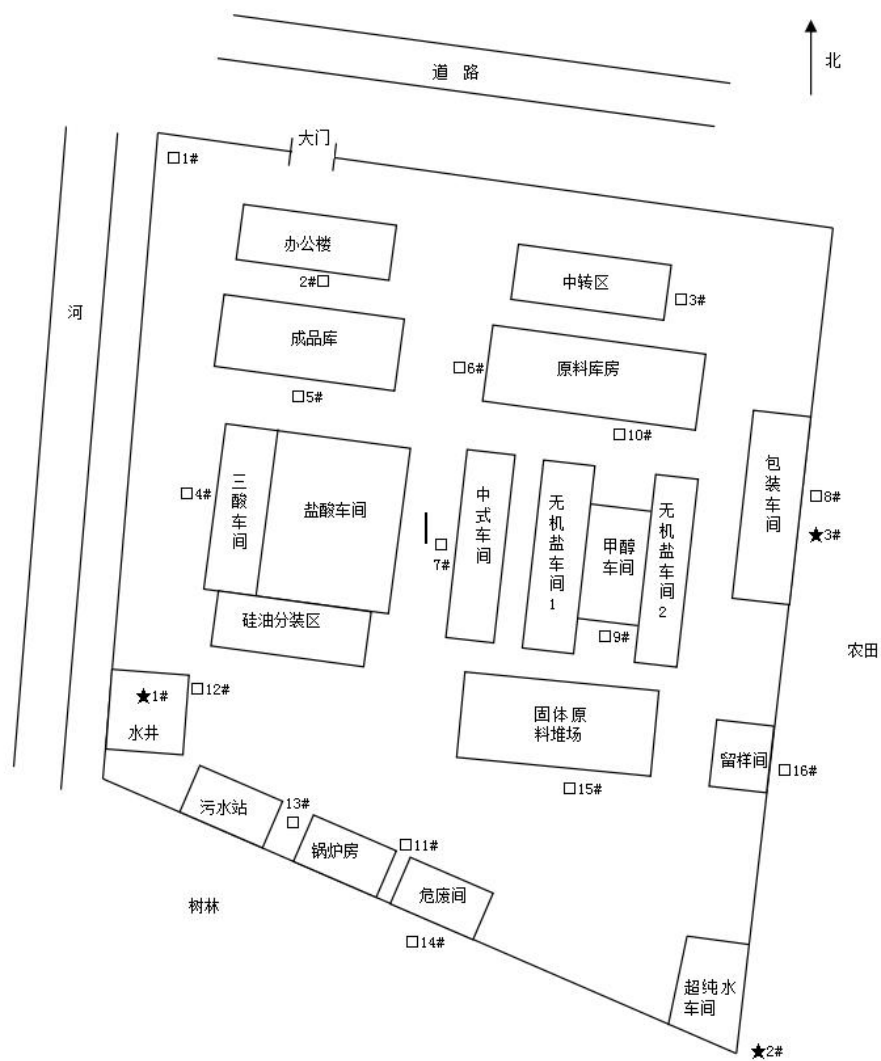 北
道 路
大门
□1#
办公楼
2#□
中转区
□3#
河
成品库
□6#
原料库房
□5#
□10#
三酸车间
□4#
盐酸车间
□
7#
中式车间
无机盐车间1
甲醇
车间
无机盐车间2
包装车间
□8#
★3#
□9#
硅油分装区
农田
★1#
水井
□12#
固体原
料堆场
□15#
留样间
□16#
污水站
13#
□
锅炉房
□11#
危废间
□14#
树林
超纯水
车间
★2#